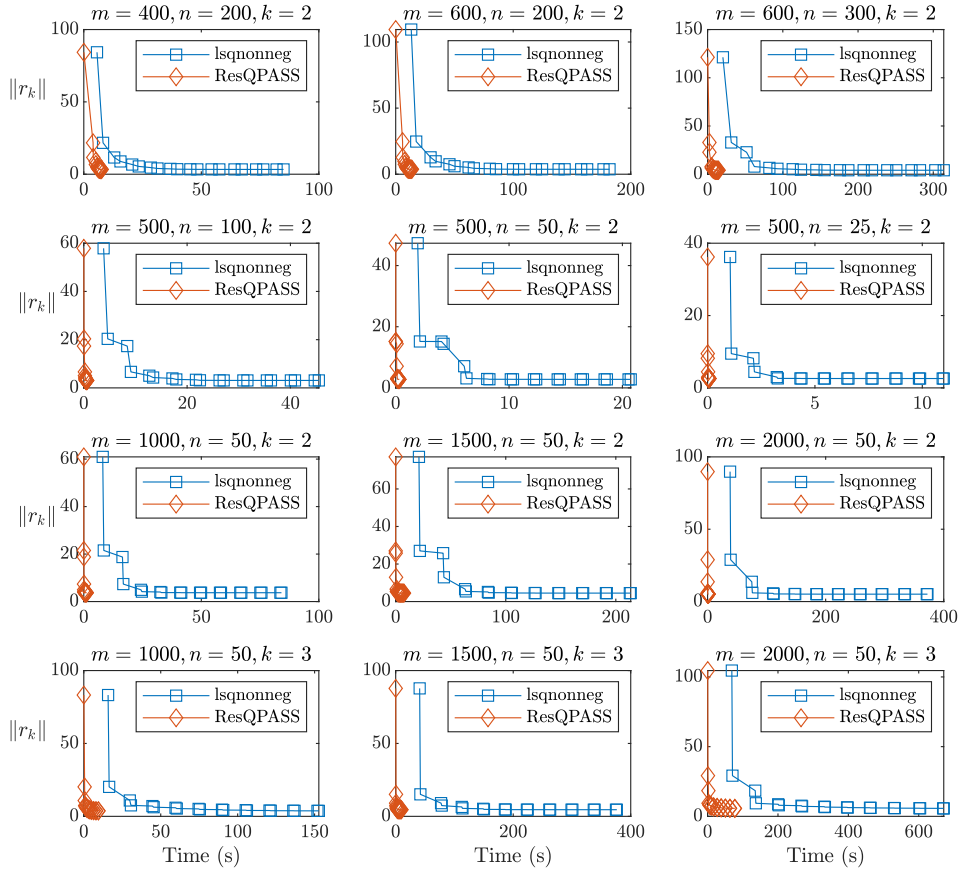 m = 400, n = 200, k = 2
m = 600, n = 200, k = 2
m = 600, n = 300, k = 2
100
50
0
‖r_k‖
lsqnonneg
ResQPASS
0 50 100
100
50
0
lsqnonneg
ResQPASS
0 100 200
150
100
50
0
lsqnonneg
ResQPASS
0 100 200 300
m = 500, n = 100, k = 2
m = 500, n = 50, k = 2
m = 500, n = 25, k = 2
60
40
20
0
‖r_k‖
lsqnonneg
ResQPASS
0 20 40
40
20
0
lsqnonneg
ResQPASS
0 10 20
40
20
0
lsqnonneg
ResQPASS
0 5 10
m = 1000, n = 50, k = 2
m = 1500, n = 50, k = 2
m = 2000, n = 50, k = 2
60
40
20
0
‖r_k‖
lsqnonneg
ResQPASS
0 50 100
60
40
20
0
lsqnonneg
ResQPASS
0 100 200
100
50
0
lsqnonneg
ResQPASS
0 200 400
m = 1000, n = 50, k = 3
m = 1500, n = 50, k = 3
m = 2000, n = 50, k = 3
100
50
0
‖r_k‖
lsqnonneg
ResQPASS
0 50 100 150
Time (s)
100
50
0
lsqnonneg
ResQPASS
0 200 400
Time (s)
100
50
0
lsqnonneg
ResQPASS
0 200 400 600
Time (s)